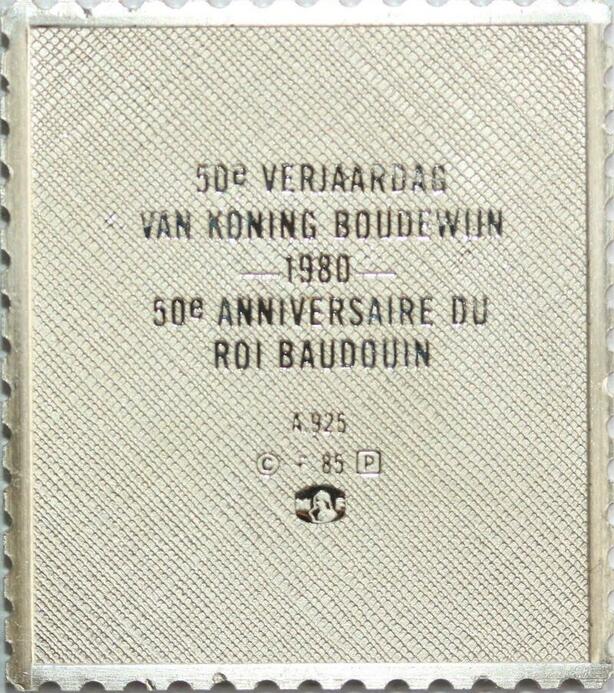 50e VERJAARDAG
VAN KONING BOUDEWIJN
—1980—
50e ANNIVERSAIRE DU
ROI BAUDOUIN
A 925
© F 85 P